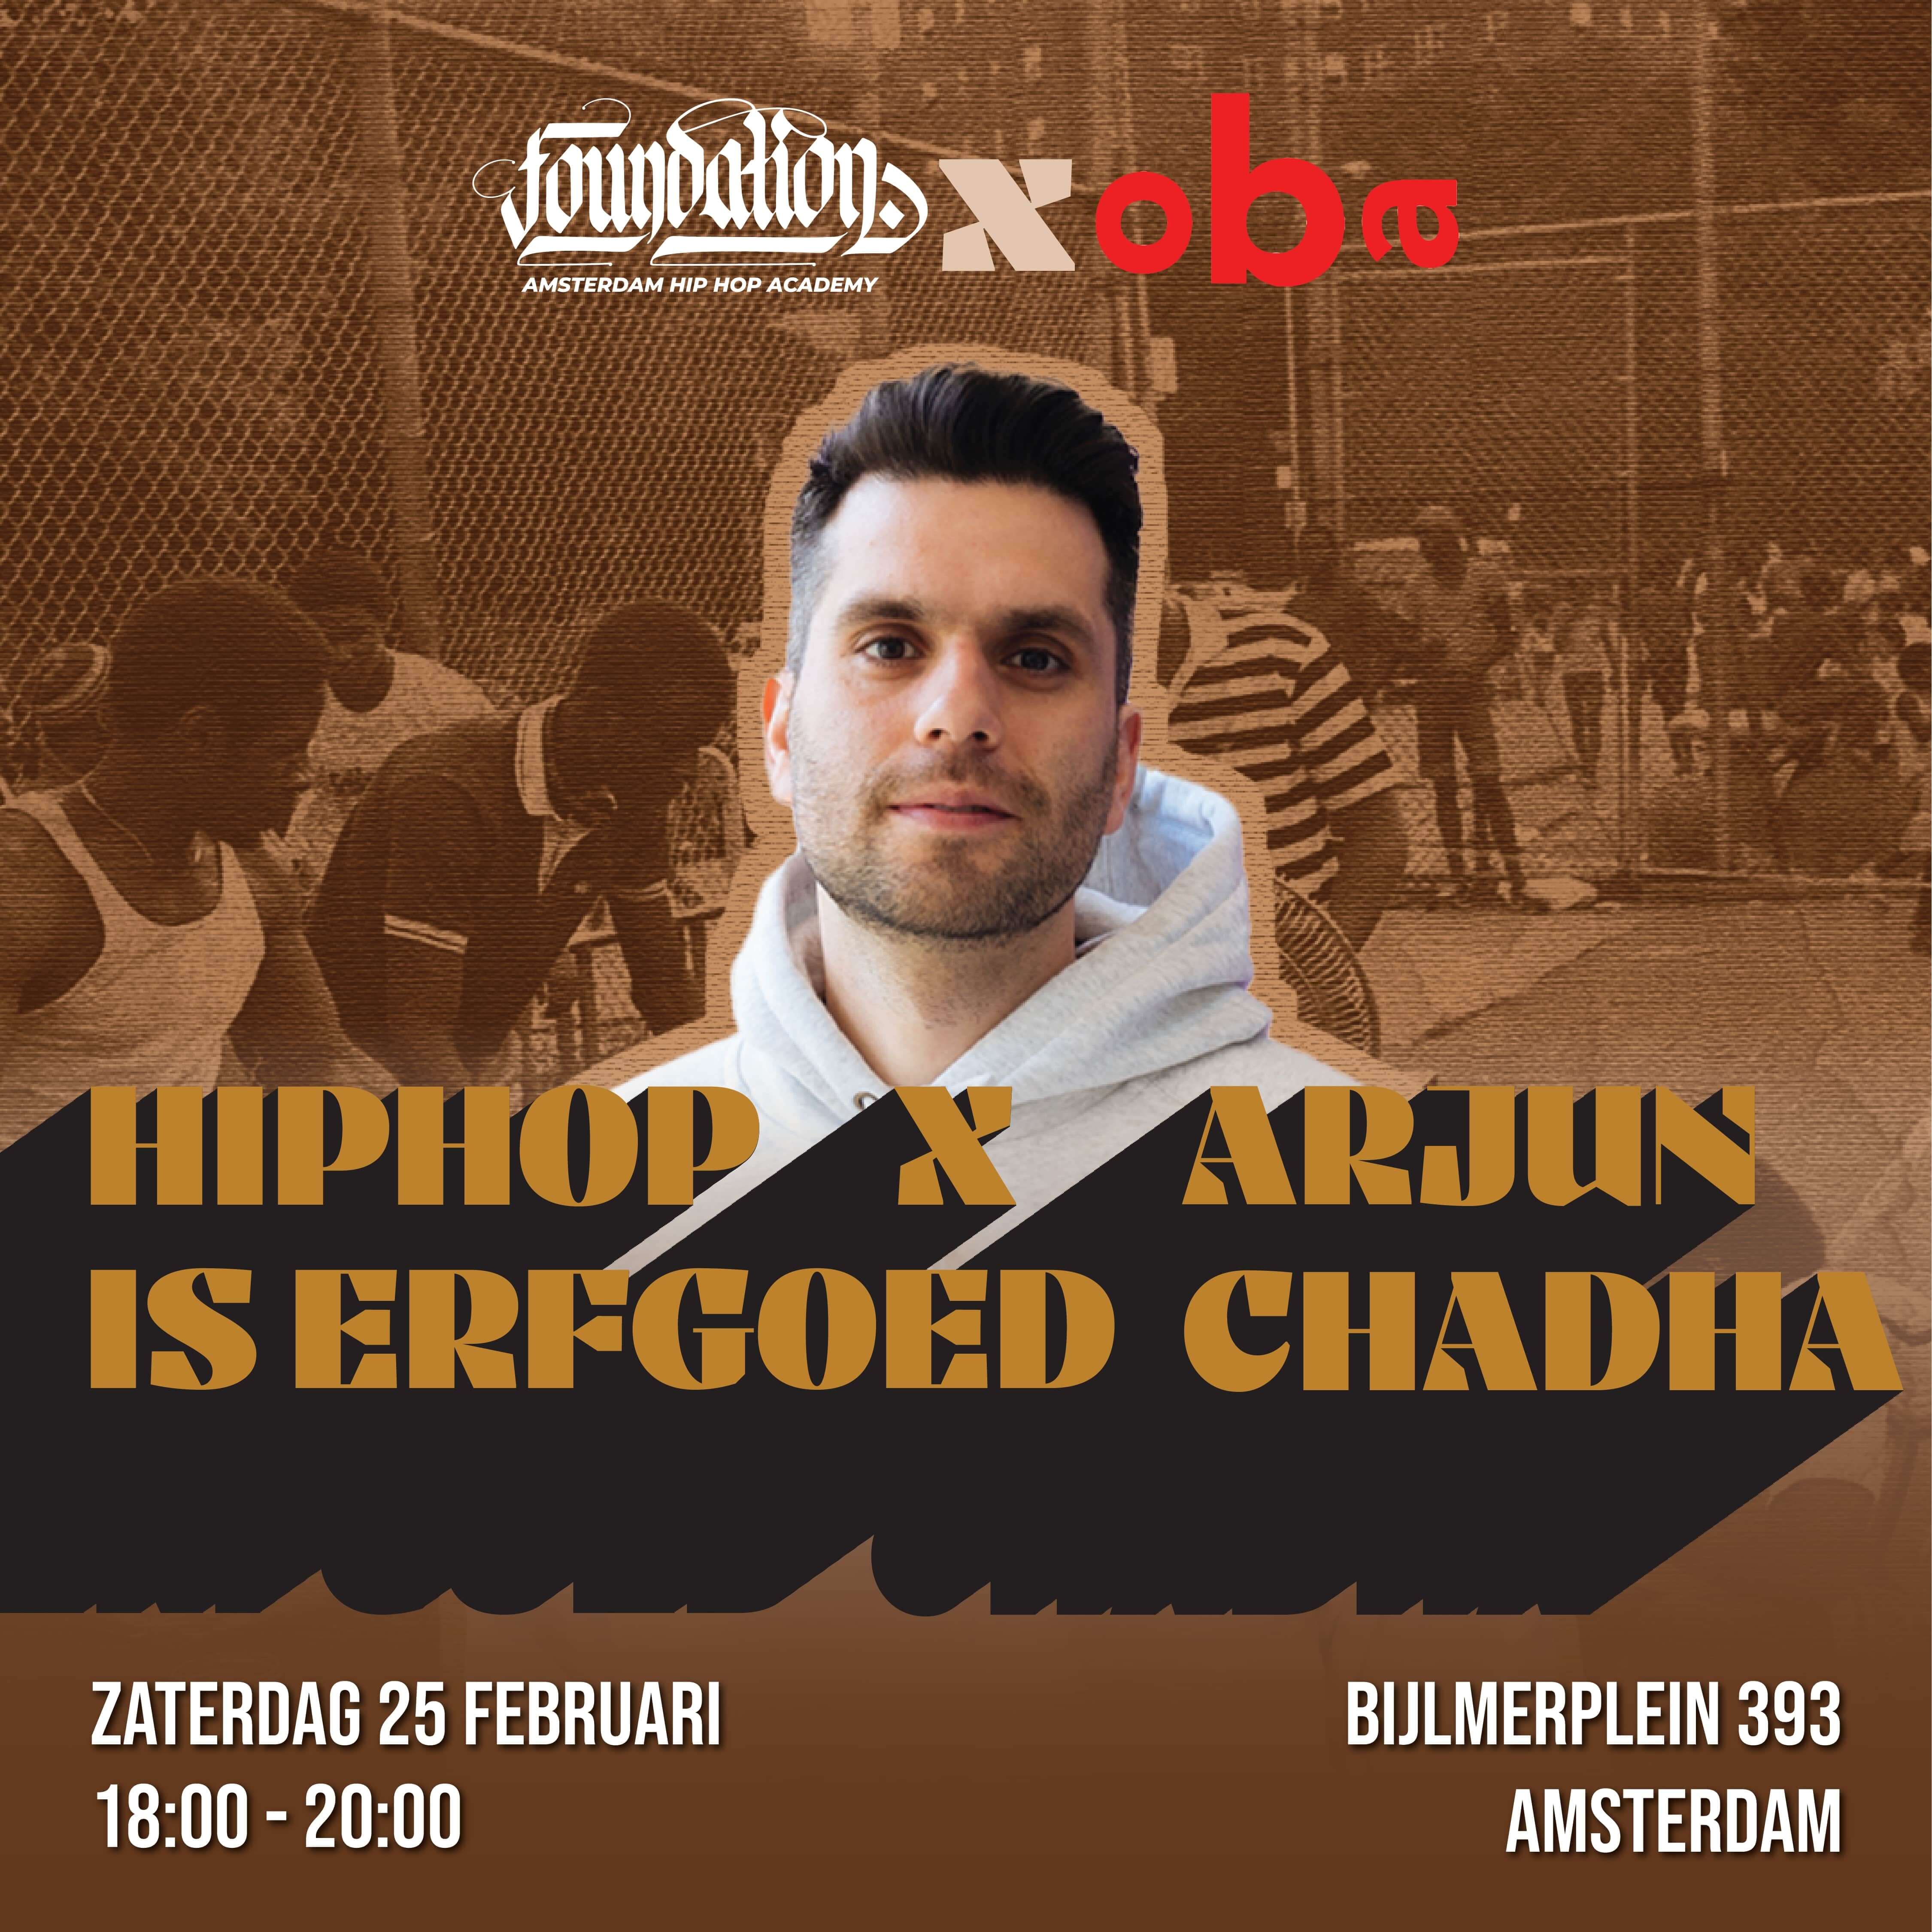 Foundation
AMSTERDAM HIP HOP ACADEMY
X
oba
HIPHOP X ARJUN
IS ERFGOED CHADHA
ZATERDAG 25 FEBRUARI
18:00 - 20:00
BIJLMERPLEIN 393
AMSTERDAM